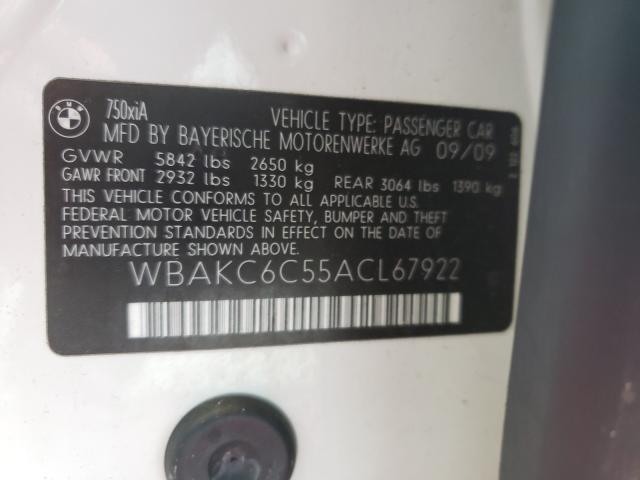 BMW
750xiA
VEHICLE TYPE: PASSENGER CAR
MFD BY BAYERISCHE MOTORENWERKE AG 09/09
GVWR 5842 lbs 2650 kg
GAWR FRONT 2932 lbs 1330 kg REAR 3064 lbs 1390 kg
THIS VEHICLE CONFORMS TO ALL APPLICABLE U.S.
FEDERAL MOTOR VEHICLE SAFETY, BUMPER AND THEFT
PREVENTION STANDARDS IN EFFECT ON THE DATE OF
MANUFACTURE SHOWN ABOVE.
WBAKC6C55ACL67922